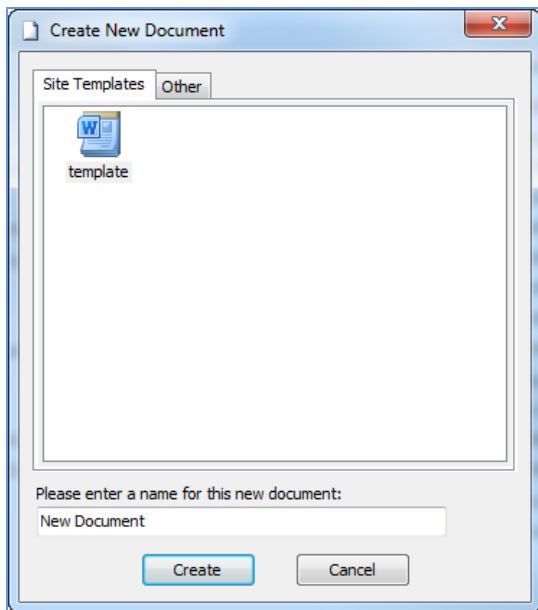 Create New Document
Site Templates Other
W
template
Please enter a name for this new document:
New Document
Create Cancel